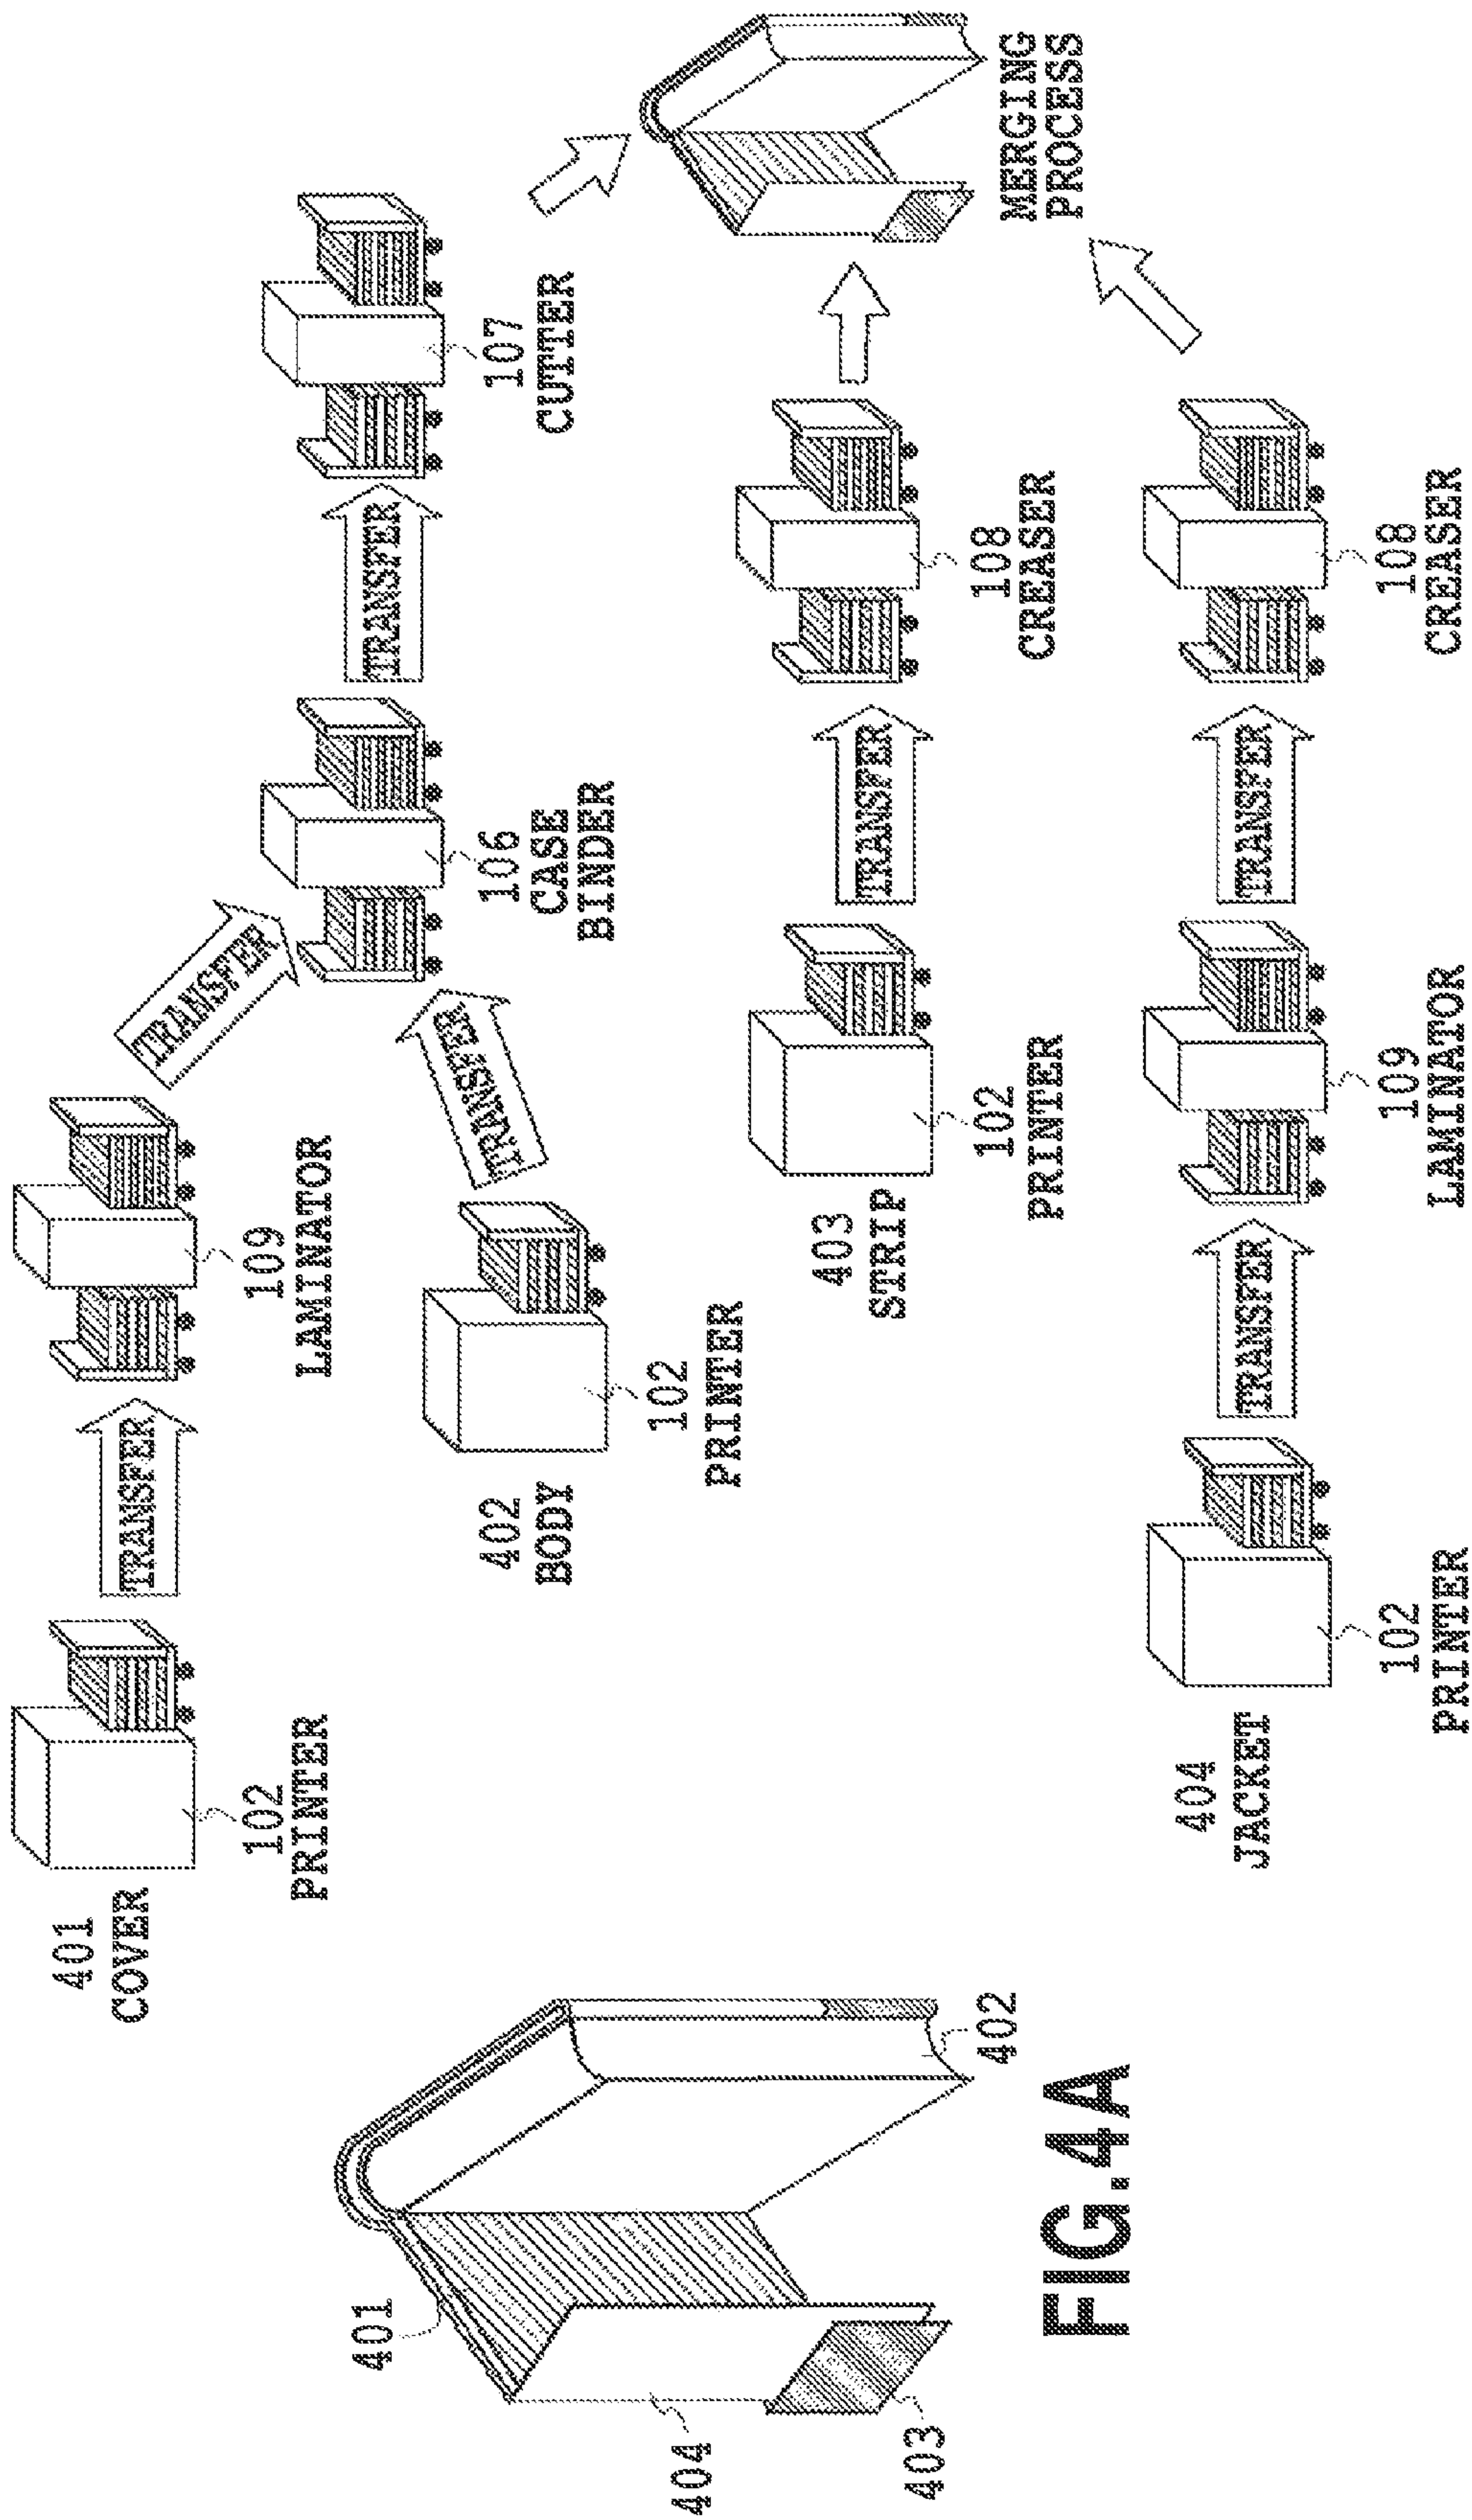 401
COVER
102
PRINTER
TRANSFER
109
LAMINATOR
TRANSFER
402
BODY
102
PRINTER
TRANSFER
106
CASE
BINDER
TRANSFER
107
CUTTER
403
STRIP
102
PRINTER
TRANSFER
108
CREASER
404
JACKET
102
PRINTER
TRANSFER
109
LAMINATOR
TRANSFER
108
CREASER
MERGING
PROCESS
401
404
403
402
FIG.4A